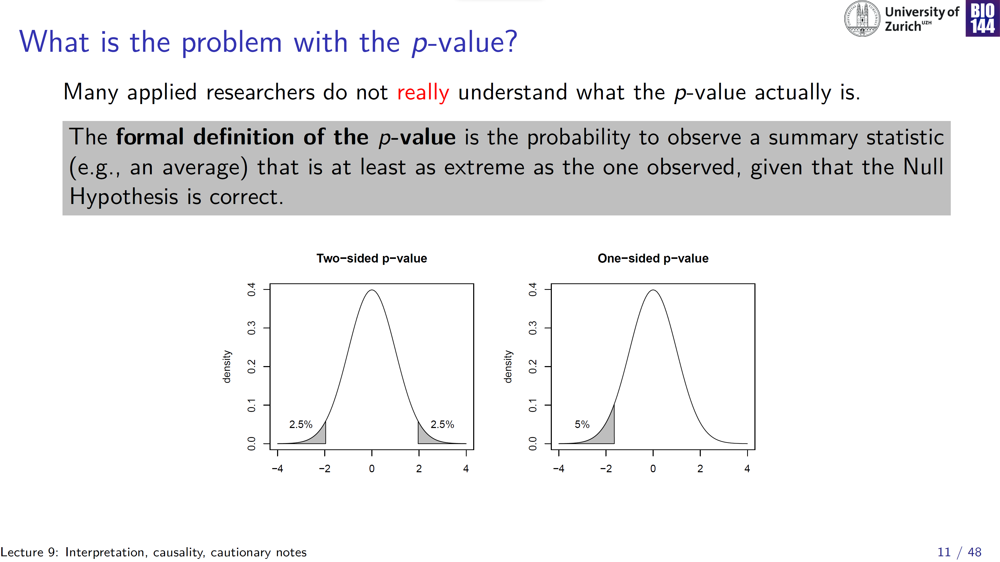 University of
Zurich UZH
BIO
144
UNIVERSITAS TURICENSIS
What is the problem with the p-value?
Many applied researchers do not really understand what the p-value actually is.
The formal definition of the p-value is the probability to observe a summary statistic
(e.g., an average) that is at least as extreme as the one observed, given that the Null
Hypothesis is correct.
Two−sided p−value
density
0.4
0.3
0.2
0.1
0.0
2.5%
2.5%
−4 −2 0 2 4
One−sided p−value
density
0.4
0.3
0.2
0.1
0.0
5%
−4 −2 0 2 4
Lecture 9: Interpretation, causality, cautionary notes
11 / 48